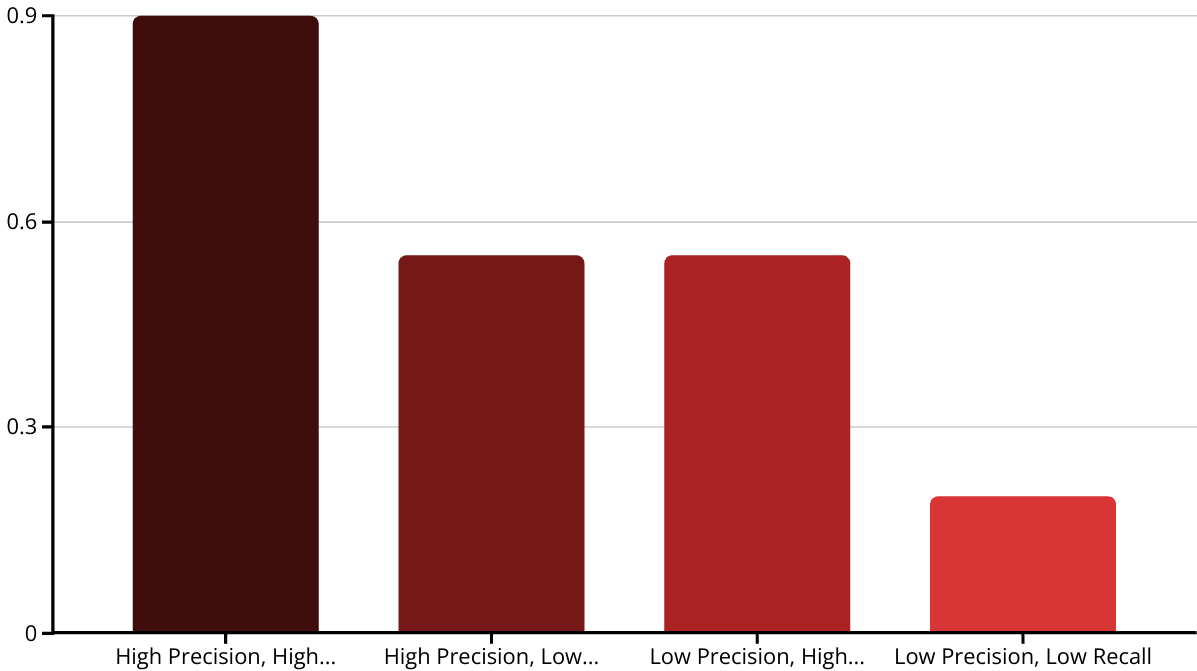 0.9
0.6
0.3
0
High Precision, High...
High Precision, Low...
Low Precision, High...
Low Precision, Low Recall